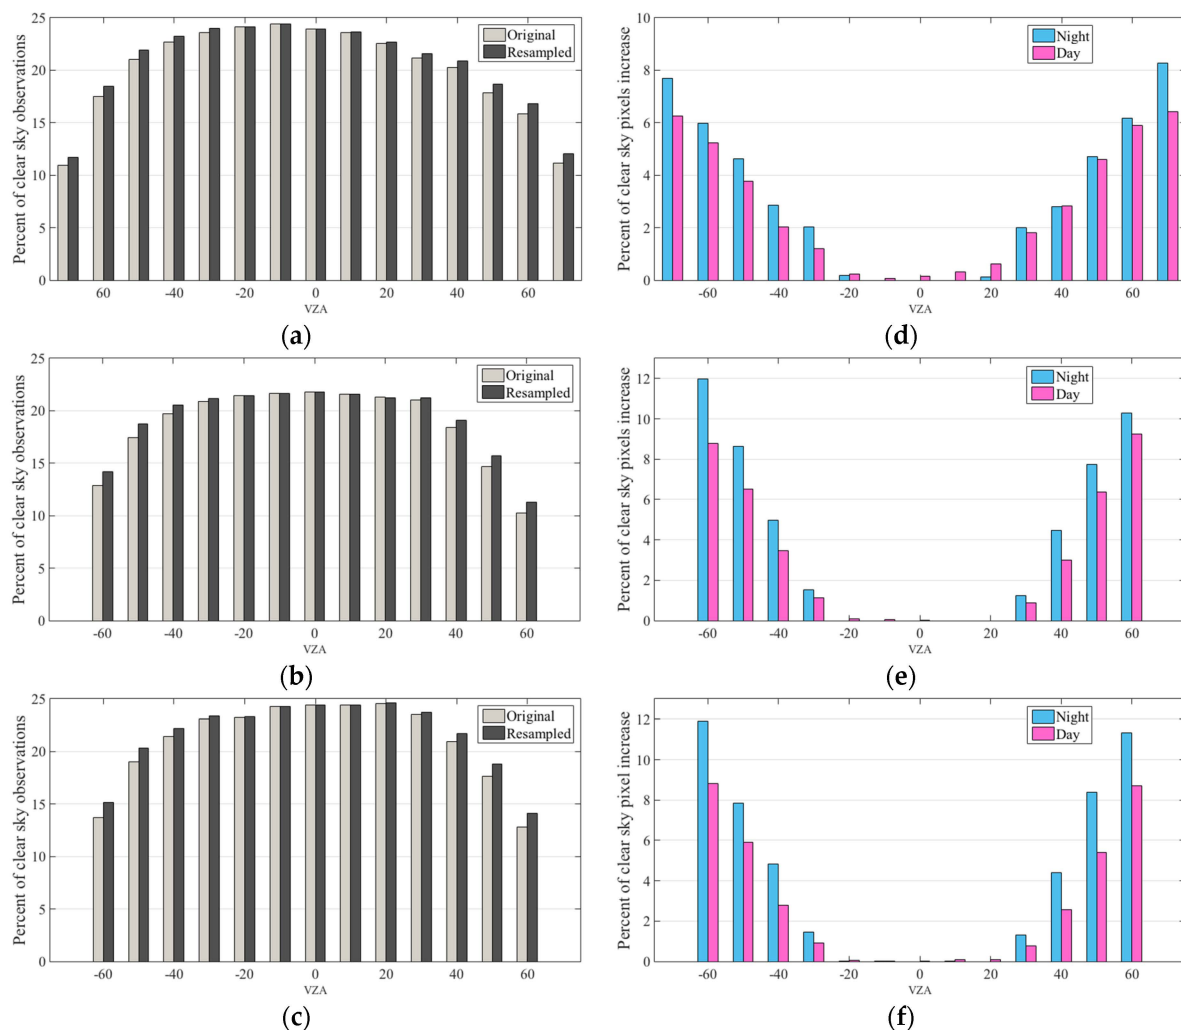 25
20
15
10
5
0
Percent of clear sky observations
Original
Resampled
60
-40
-20
0
20
40
60
VZA
(a)
10
8
6
4
2
0
Percent of clear sky pixels increase
Night
Day
-60
-40
-20
0
20
40
60
VZA
(d)
25
20
15
10
5
0
Percent of clear sky observations
Original
Resampled
-60
-40
-20
0
20
40
60
VZA
(b)
12
10
8
6
4
2
0
Percent of clear sky pixels increase
Night
Day
-60
-40
-20
0
20
40
60
VZA
(e)
25
20
15
10
5
0
Percent of clear sky observations
Original
Resampled
-60
-40
-20
0
20
40
60
VZA
(c)
12
10
8
6
4
2
0
Percent of clear sky pixel increase
Night
Day
-60
-40
-20
0
20
40
60
VZA
(f)